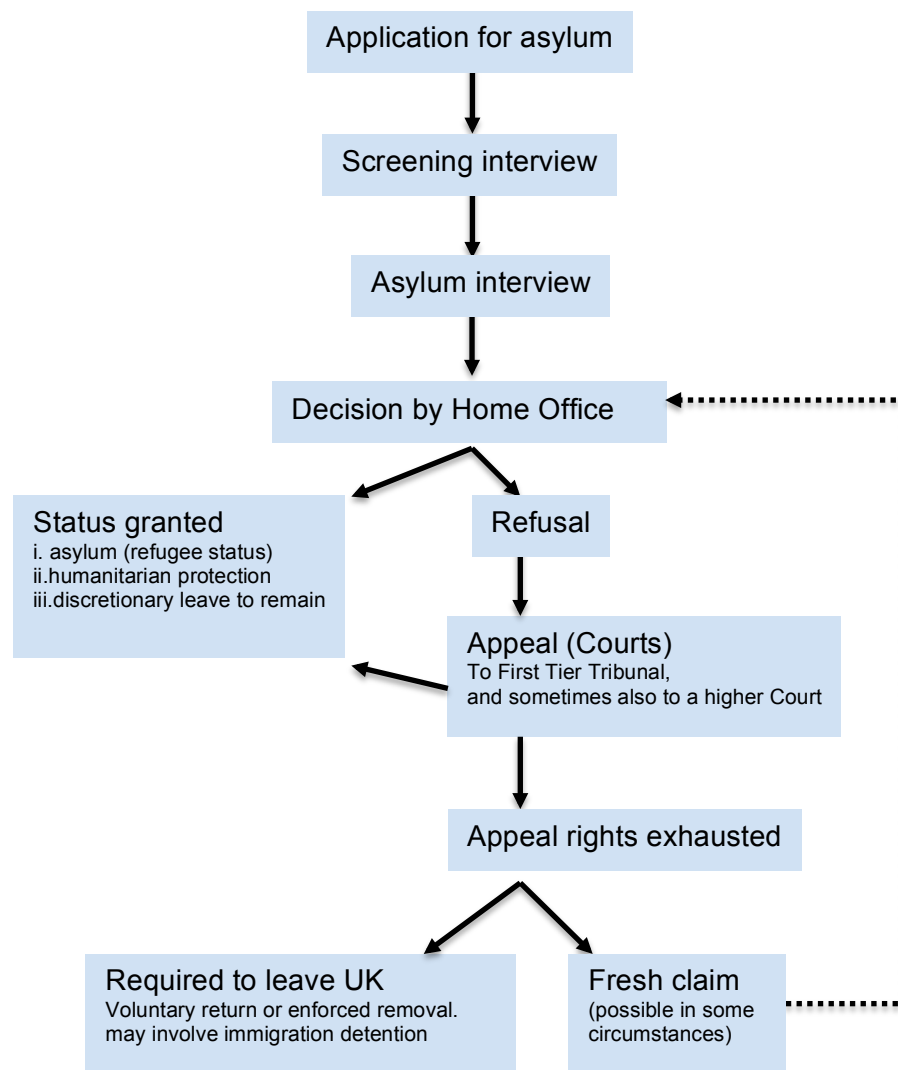 Application for asylum
Screening interview
Asylum interview
Decision by Home Office
Status granted
i. asylum (refugee status)
ii.humanitarian protection
iii.discretionary leave to remain
Refusal
Appeal (Courts)
To First Tier Tribunal,
and sometimes also to a higher Court
Appeal rights exhausted
Required to leave UK
Voluntary return or enforced removal.
may involve immigration detention
Fresh claim
(possible in some
circumstances)